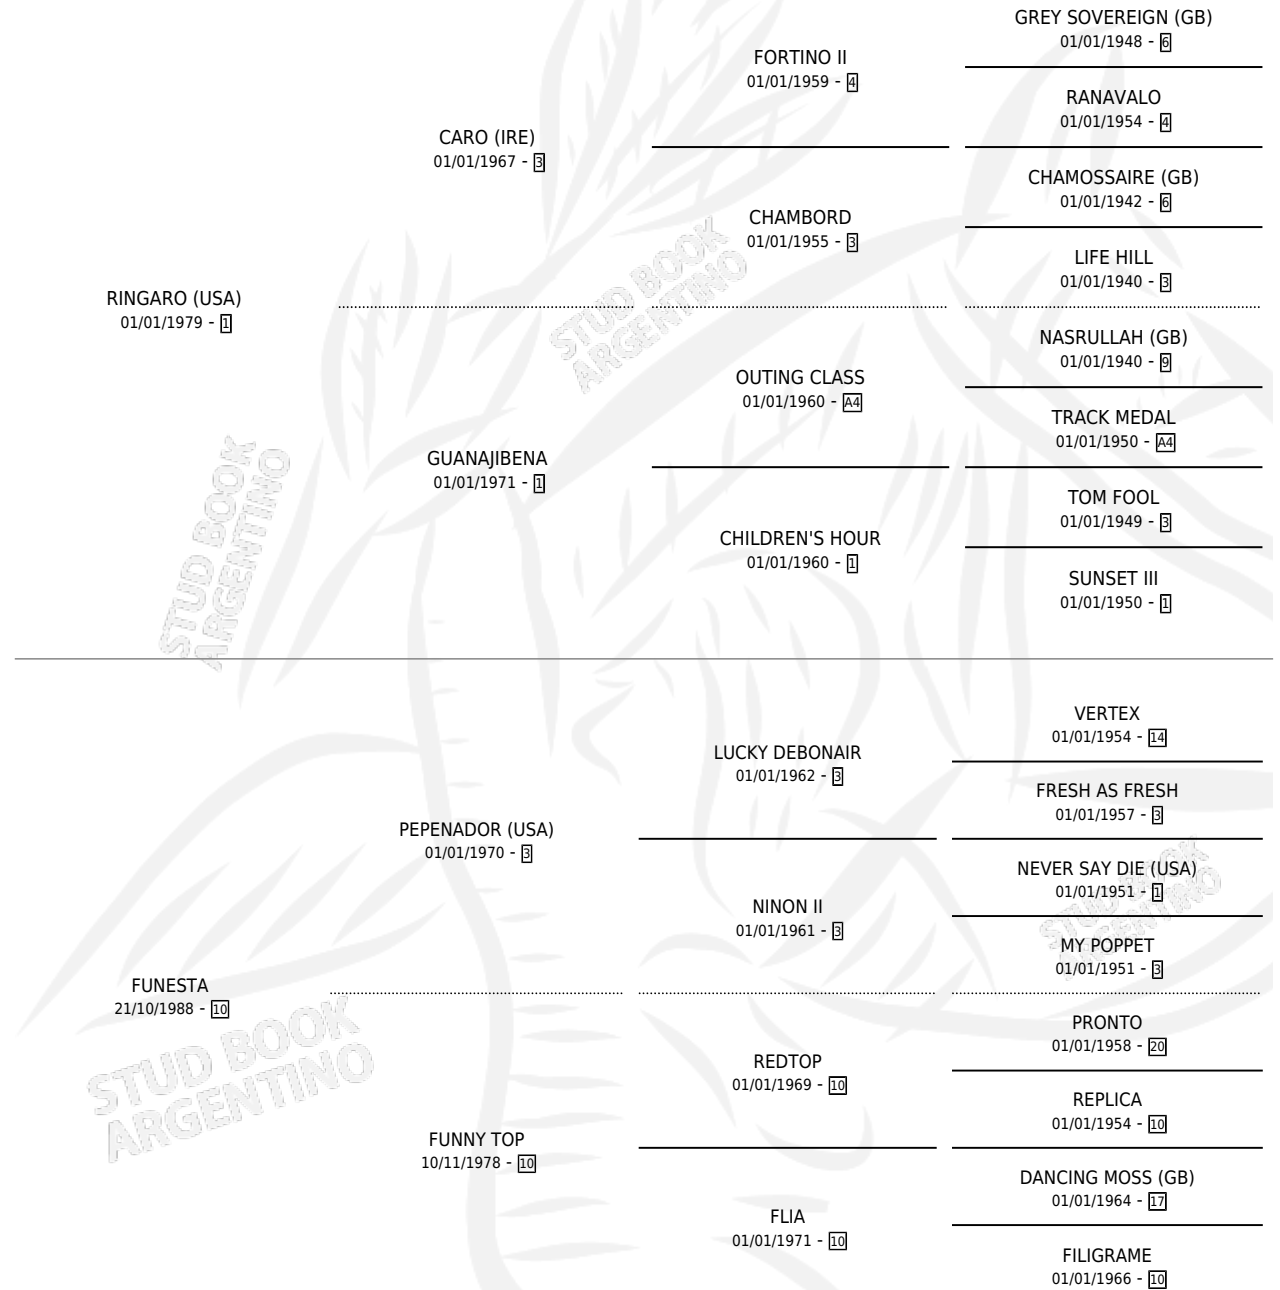 GREY SOVEREIGN (GB)
01/01/1948 - 6
FORTINO II
01/01/1959 - 4
RANAVALO
01/01/1954 - 4
CARO (IRE)
01/01/1967 - 3
CHAMOSSAIRE (GB)
01/01/1942 - 6
CHAMBORD
01/01/1955 - 3
LIFE HILL
01/01/1940 - 3
RINGARO (USA)
01/01/1979 - 1
NASRULLAH (GB)
01/01/1940 - 9
OUTING CLASS
01/01/1960 - A4
TRACK MEDAL
01/01/1950 - A4
GUANAJIBENA
01/01/1971 - 1
TOM FOOL
01/01/1949 - 3
CHILDREN'S HOUR
01/01/1960 - 1
SUNSET III
01/01/1950 - 1
STUD BOOK
ARGENTINO
STUD BOOK
ARGENTINO
VERTEX
01/01/1954 - 14
LUCKY DEBONAIR
01/01/1962 - 3
FRESH AS FRESH
01/01/1957 - 3
PEPENADOR (USA)
01/01/1970 - 3
NEVER SAY DIE (USA)
01/01/1951 - 1
NINON II
01/01/1961 - 3
MY POPPET
01/01/1951 - 3
STUD BOOK
ARGENTINO
FUNESTA
21/10/1988 - 10
PRONTO
01/01/1958 - 20
REDTOP
01/01/1969 - 10
REPLICA
01/01/1954 - 10
FUNNY TOP
10/11/1978 - 10
DANCING MOSS (GB)
01/01/1964 - 17
FLIA
01/01/1971 - 10
FILIGRAME
01/01/1966 - 10
STUD BOOK
ARGENTINO